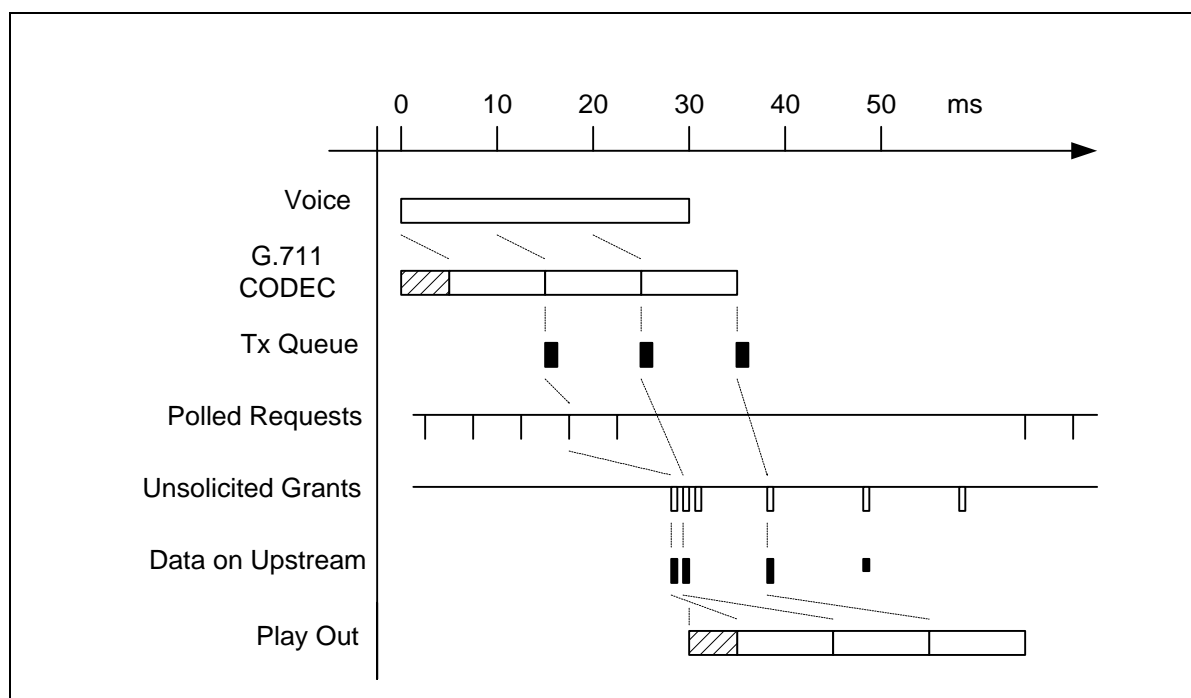 0 10 20 30 40 50 ms
Voice
G.711
CODEC
Tx Queue
Polled Requests
Unsolicited Grants
Data on Upstream
Play Out